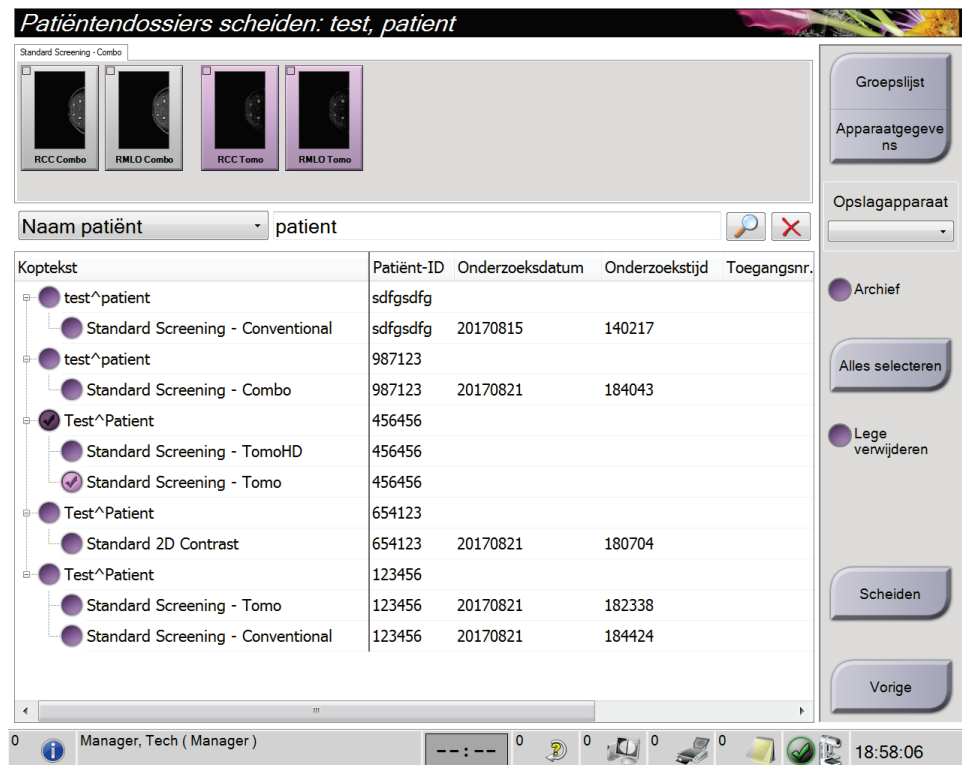 Patiëntendossiers scheiden: test, patient
Standard Screening - Combo
RCC Combo RMLO Combo RCC Tomo RMLO Tomo
Groepslijst
Apparaatgegeve
ns
Opslagapparaat
Naam patiënt patient
Koptekst Patiënt-ID Onderzoeksdatum Onderzoekstijd Toegangsnr.
test^patient sdfgsdfg
Standard Screening - Conventional sdfgsdfg 20170815 140217
test^patient 987123
Standard Screening - Combo 987123 20170821 184043
Test^Patient 456456
Standard Screening - TomoHD 456456
Standard Screening - Tomo 456456
Test^Patient 654123
Standard 2D Contrast 654123 20170821 180704
Test^Patient 123456
Standard Screening - Tomo 123456 20170821 182338
Standard Screening - Conventional 123456 20170821 184424
Archief
Alles selecteren
Lege
verwijderen
Scheiden
Vorige
0 Manager, Tech ( Manager ) --:-- 0 0 0 0 18:58:06